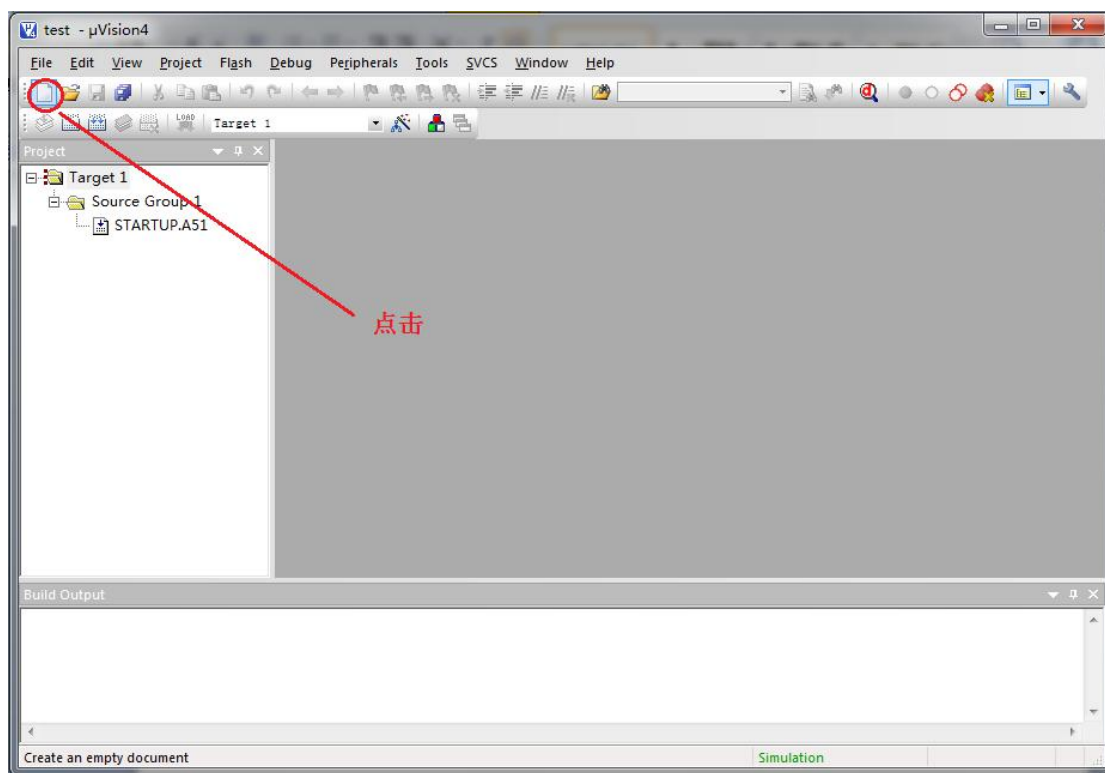 test - µVision4
File Edit View Project Flash Debug Peripherals Tools SVCS Window Help
LOAD Target 1
Project
Target 1
Source Group 1
STARTUP.A51
点击
Build Output
Create an empty document Simulation